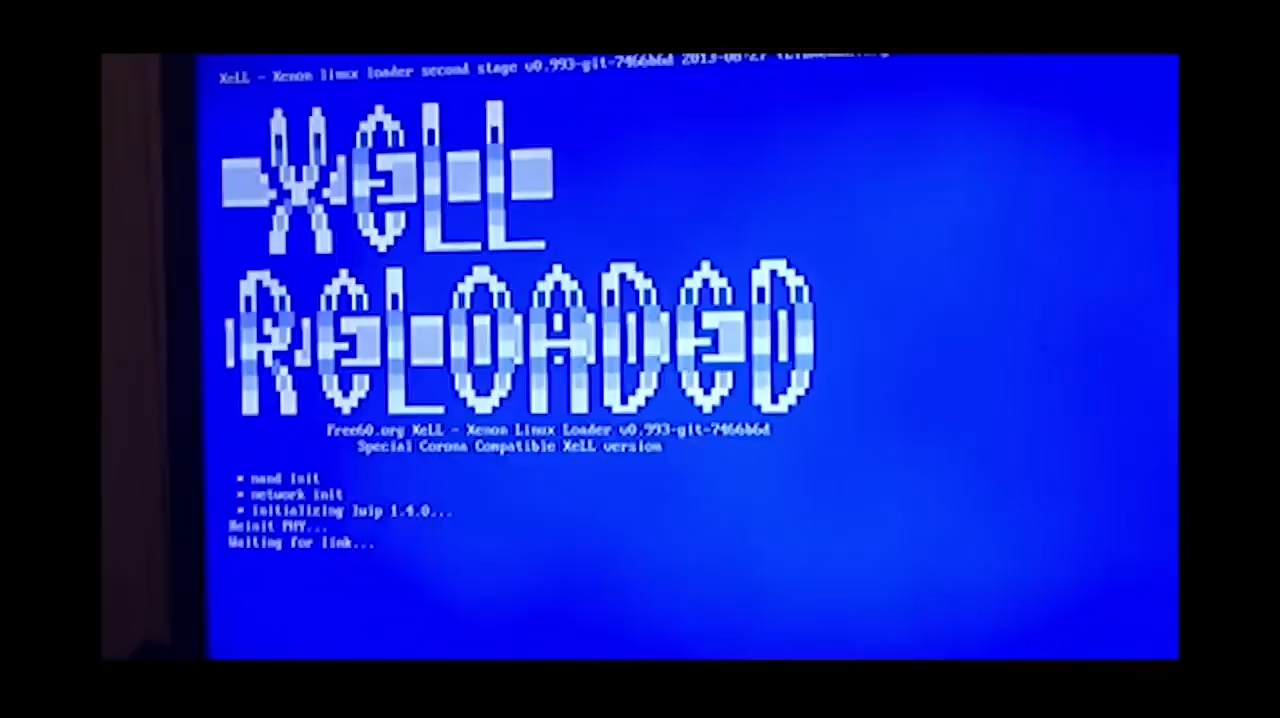 XeLL - Xenon linux loader second stage v0.993-git-7466b6d 2013-08-27
XeLL
ReLOADeD
Free60.org XeLL - Xenon Linux Loader v0.993-git-7466b6d
Special Corona Compatible XeLL version
* nand init
* network init
* initializing lwip 1.4.0...
Reinit PHY...
Waiting for link...